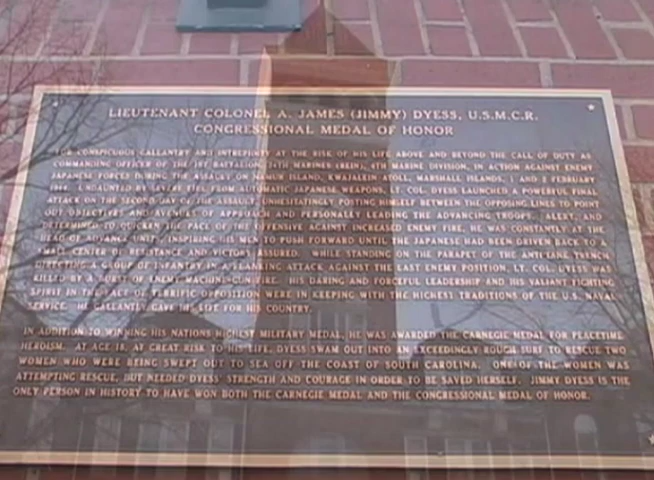 LIEUTENANT COLONEL A. JAMES (JIMMY) DYESS, U.S.M.C.R.
CONGRESSIONAL MEDAL OF HONOR
FOR CONSPICUOUS GALLANTRY AND INTREPIDITY AT THE RISK OF HIS LIFE ABOVE AND BEYOND THE CALL OF DUTY AS
COMMANDING OFFICER OF THE 1ST BATTALION, 24TH MARINES (REIN), 4TH MARINE DIVISION, IN ACTION AGAINST ENEMY
JAPANESE FORCES DURING THE ASSAULT ON NAMUR ISLAND, KWAJALEIN ATOLL, MARSHALL ISLANDS, 1 AND 2 FEBRUARY
1944. UNDAUNTED BY SEVERE FIRE FROM AUTOMATIC JAPANESE WEAPONS, LT. COL. DYESS LAUNCHED A POWERFUL FINAL
ATTACK ON THE SECOND DAY OF THE ASSAULT, UNHESITATINGLY POSTING HIMSELF BETWEEN THE OPPOSING LINES TO POINT
OUT OBJECTIVES AND AVENUES OF APPROACH AND PERSONALLY LEADING THE ADVANCING TROOPS. ALERT, AND
DETERMINED TO QUICKEN THE PACE OF THE OFFENSIVE AGAINST INCREASED ENEMY FIRE, HE WAS CONSTANTLY AT THE
HEAD OF ADVANCE UNITS, INSPIRING HIS MEN TO PUSH FORWARD UNTIL THE JAPANESE HAD BEEN DRIVEN BACK TO A
SMALL CENTER OF RESISTANCE AND VICTORY ASSURED. WHILE STANDING ON THE PARAPET OF THE ANTI-TANK TRENCH
DIRECTING A GROUP OF INFANTRY IN A FLANKING ATTACK AGAINST THE LAST ENEMY POSITION, LT. COL. DYESS WAS
KILLED BY A BURST OF ENEMY MACHINE-GUN FIRE. HIS DARING AND FORCEFUL LEADERSHIP AND HIS VALIANT FIGHTING
SPIRIT IN THE FACE OF TERRIFIC OPPOSITION WERE IN KEEPING WITH THE HIGHEST TRADITIONS OF THE U.S. NAVAL
SERVICE. HE GALLANTLY GAVE HIS LIFE FOR HIS COUNTRY.
IN ADDITION TO WINNING HIS NATIONS HIGHEST MILITARY MEDAL, HE WAS AWARDED THE CARNEGIE MEDAL FOR PEACETIME
HEROISM. AT AGE 18, AT GREAT RISK TO HIS LIFE, DYESS SWAM OUT INTO AN EXCEEDINGLY ROUGH SURF TO RESCUE TWO
WOMEN WHO WERE BEING SWEPT OUT TO SEA OFF THE COAST OF SOUTH CAROLINA. ONE OF THE WOMEN WAS
ATTEMPTING RESCUE, BUT NEEDED DYESS' STRENGTH AND COURAGE IN ORDER TO BE SAVED HERSELF. JIMMY DYESS IS THE
ONLY PERSON IN HISTORY TO HAVE WON BOTH THE CARNEGIE MEDAL AND THE CONGRESSIONAL MEDAL OF HONOR.